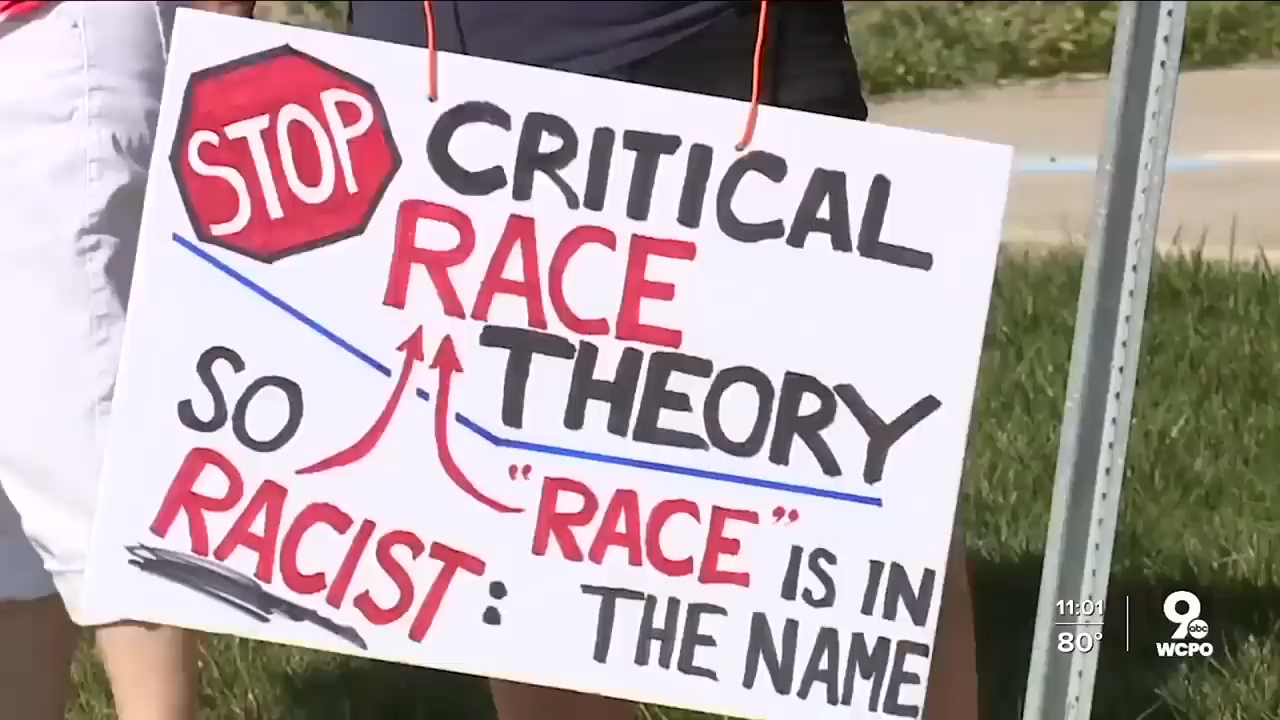 STOP
CRITICAL
RACE
THEORY
SO
RACIST:
"RACE"
IS IN
THE NAME
11:01
80°
9
abc
WCPO